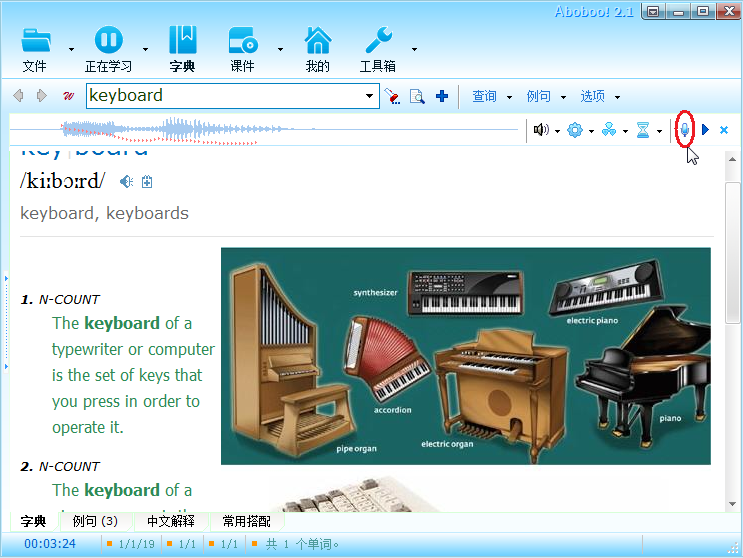 Aboboo! 2.1
文件 正在学习 字典 课件 我的 工具箱
keyboard 查询 例句 选项
key board
/kiːbɔːrd/
keyboard, keyboards
1. N-COUNT
The keyboard of a
typewriter or computer
is the set of keys that
you press in order to
operate it.
synthesizer
electric piano
accordion
piano
electric organ
pipe organ
2. N-COUNT
The keyboard of a
字典 例句 (3) 中文解释 常用搭配
00:03:24 1/1/19 1/1 1/1 共 1 个单词。